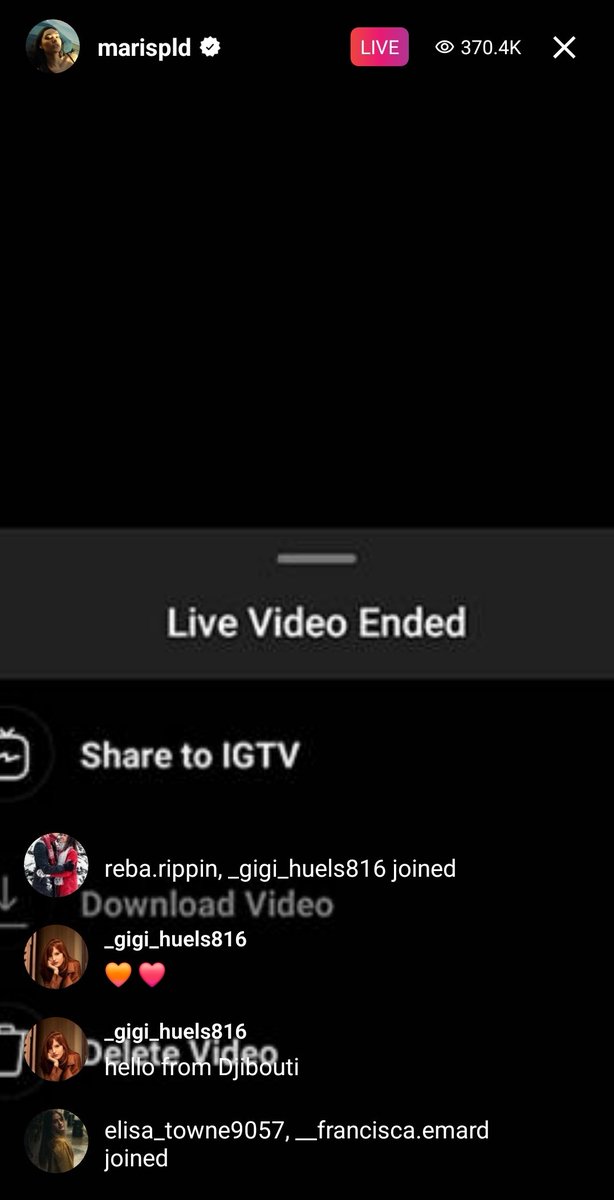 marispld
LIVE
370.4K
Live Video Ended
Share to IGTV
reba.rippin, _gigi_huels816 joined
Download Video
_gigi_huels816
🧡 💗
_gigi_huels816
Delete Video
hello from Djibouti
elisa_towne9057, __francisca.emard
joined